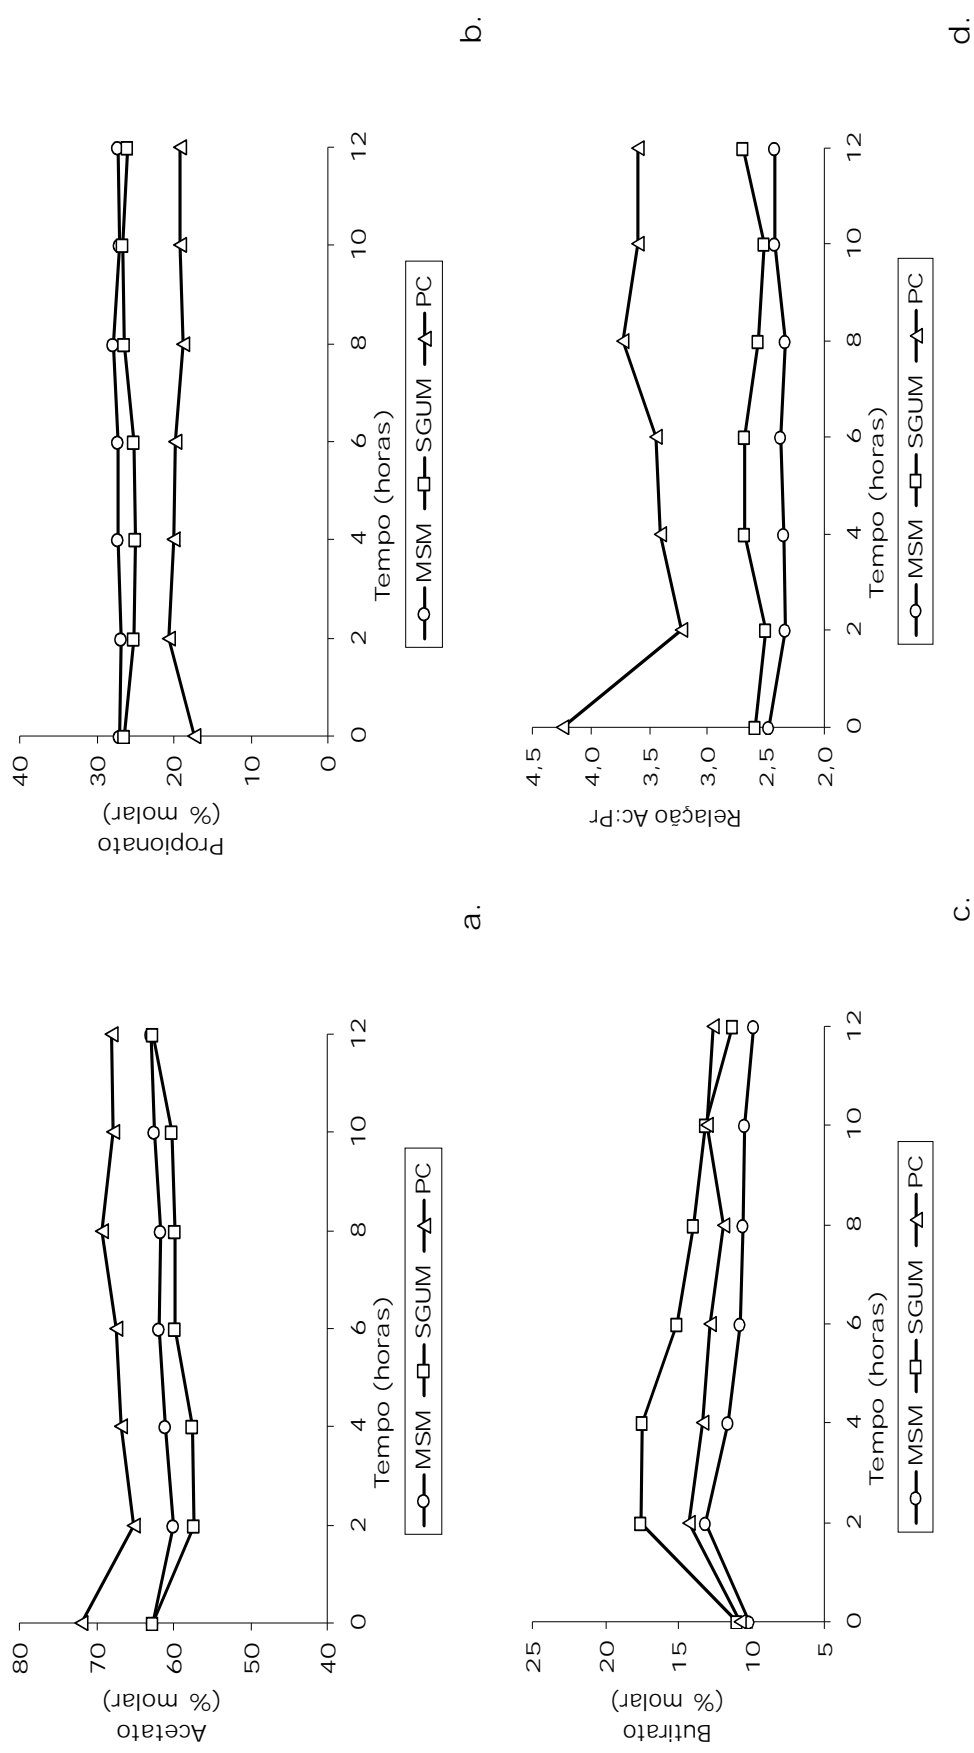 Acetato
(% molar)
80
70
60
50
40
0
2
4
6
8
10
12
Tempo (horas)
MSM SGUM PC
a.
Propionato
(% molar)
40
30
20
10
0
0
2
4
6
8
10
12
Tempo (horas)
MSM SGUM PC
b.
Butirato
(% molar)
25
20
15
10
5
0
2
4
6
8
10
12
Tempo (horas)
MSM SGUM PC
c.
Relação Ac:Pr
4,5
4,0
3,5
3,0
2,5
2,0
0
2
4
6
8
10
12
Tempo (horas)
MSM SGUM PC
d.